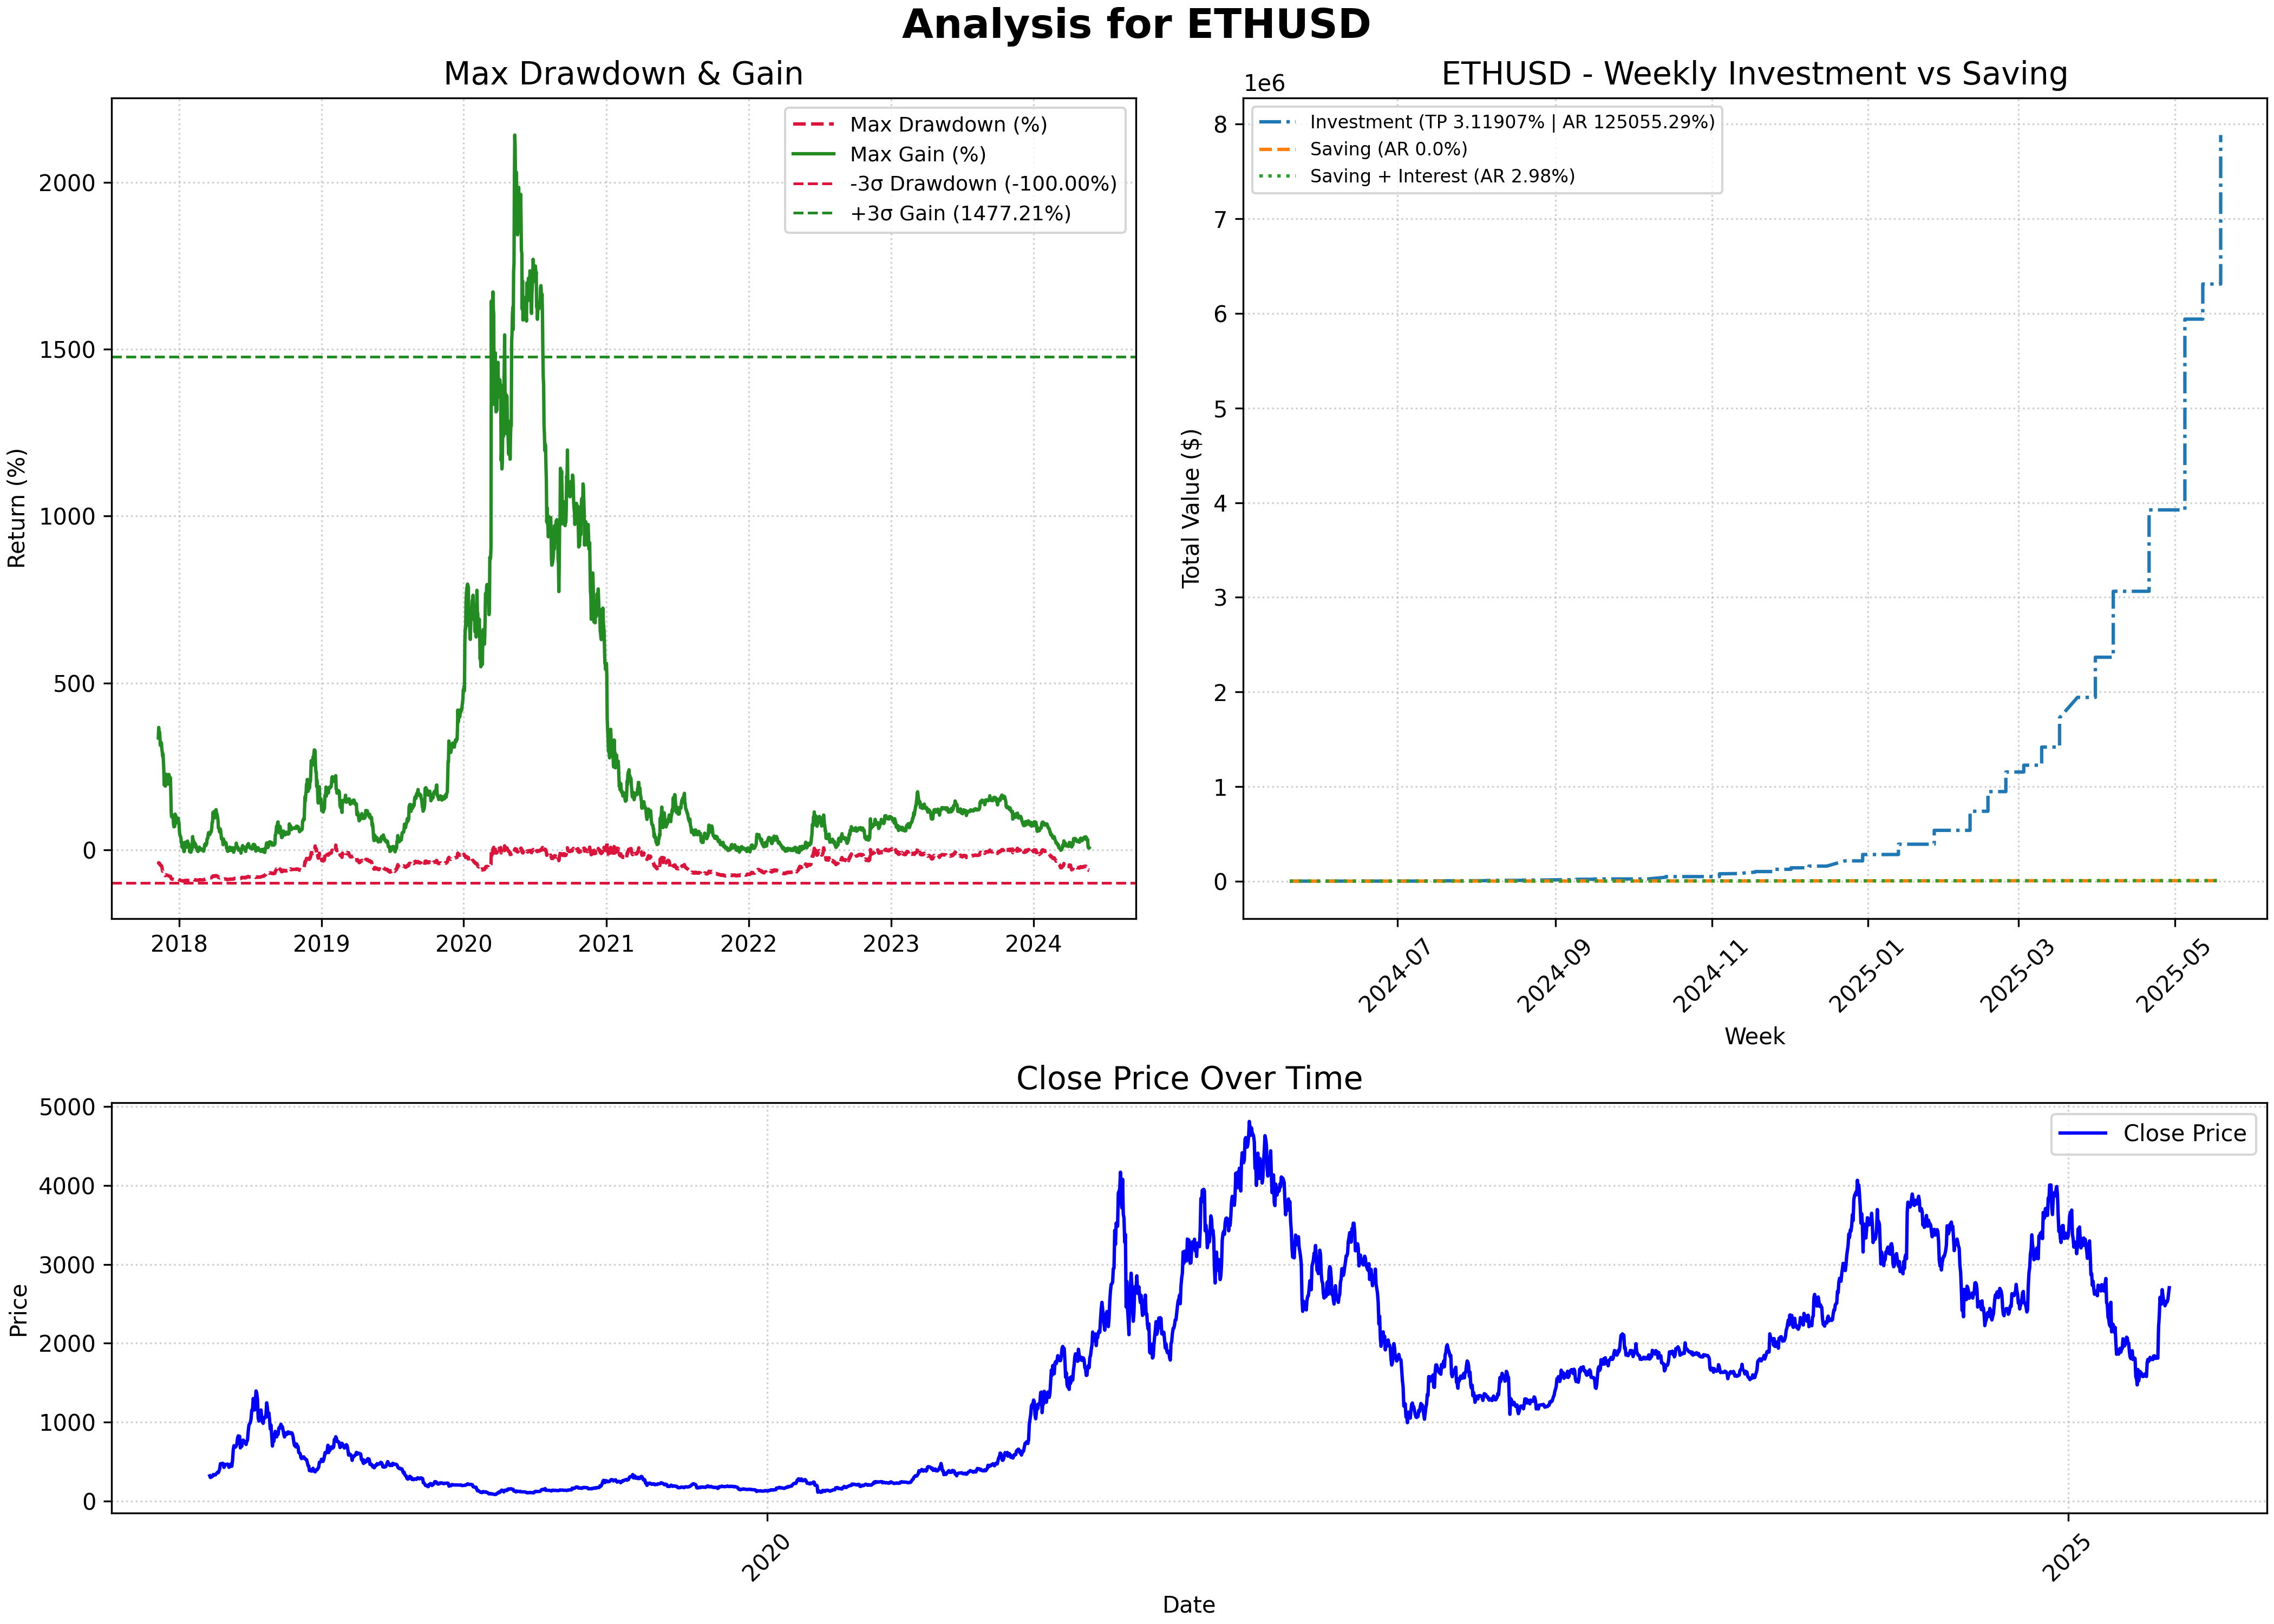 Analysis for ETHUSD
Max Drawdown & Gain
Return (%)
2000
1500
1000
500
0
2018 2019 2020 2021 2022 2023 2024
Max Drawdown (%)
Max Gain (%)
-3σ Drawdown (-100.00%)
+3σ Gain (1477.21%)
ETHUSD - Weekly Investment vs Saving
1e6
Total Value ($)
8
7
6
5
4
3
2
1
0
Investment (TP 3.11907% | AR 125055.29%)
Saving (AR 0.0%)
Saving + Interest (AR 2.98%)
2024-07 2024-09 2024-11 2025-01 2025-03 2025-05
Week
Close Price Over Time
Price
5000
4000
3000
2000
1000
0
Close Price
2020 2025
Date